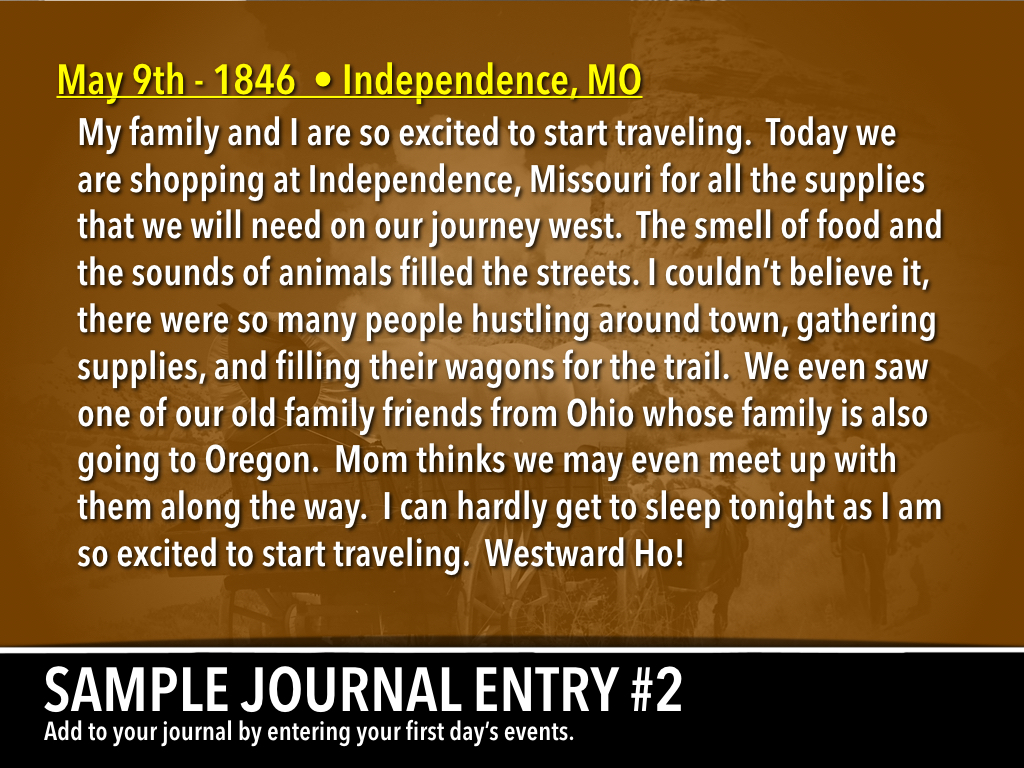 May 9th - 1846 • Independence, MO
My family and I are so excited to start traveling. Today we
are shopping at Independence, Missouri for all the supplies
that we will need on our journey west. The smell of food and
the sounds of animals filled the streets. I couldn’t believe it,
there were so many people hustling around town, gathering
supplies, and filling their wagons for the trail. We even saw
one of our old family friends from Ohio whose family is also
going to Oregon. Mom thinks we may even meet up with
them along the way. I can hardly get to sleep tonight as I am
so excited to start traveling. Westward Ho!
SAMPLE JOURNAL ENTRY #2
Add to your journal by entering your first day’s events.